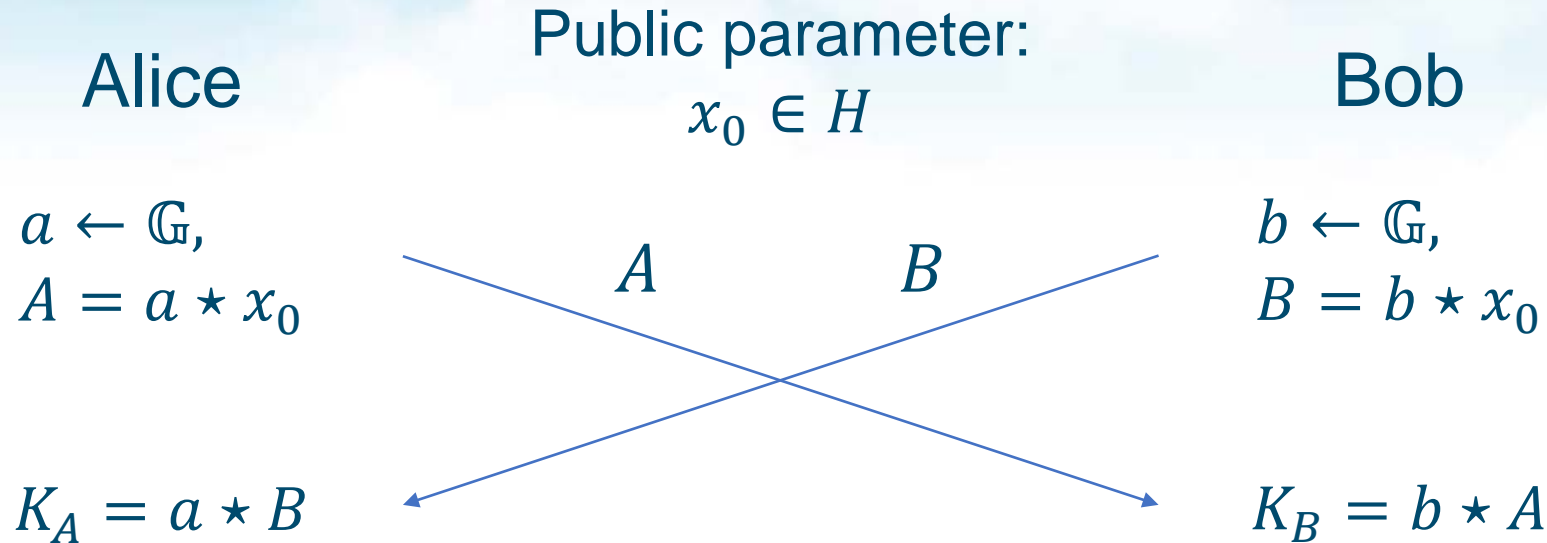 Alice
Public parameter:
x₀ ∈ H
Bob
a ← 𝔾,
A = a ⋆ x₀
A
B
b ← 𝔾,
B = b ⋆ x₀
K_A = a ⋆ B
K_B = b ⋆ A